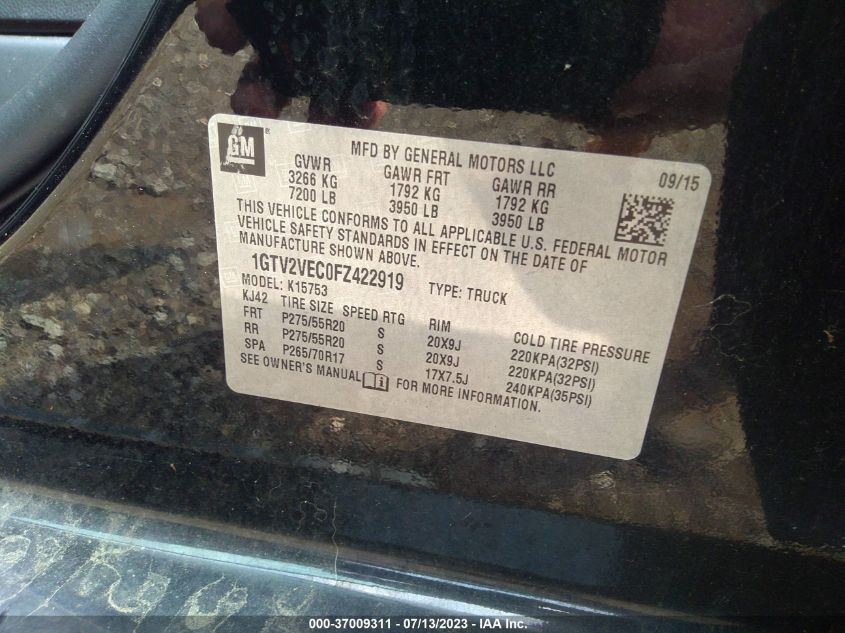 GM ®
MFD BY GENERAL MOTORS LLC 09/15
GVWR GAWR FRT GAWR RR
3266 KG 1792 KG 1792 KG
7200 LB 3950 LB 3950 LB
THIS VEHICLE CONFORMS TO ALL APPLICABLE U.S. FEDERAL MOTOR
VEHICLE SAFETY STANDARDS IN EFFECT ON THE DATE OF
MANUFACTURE SHOWN ABOVE.
1GTV2VEC0FZ422919 TYPE: TRUCK
MODEL: K15753
KJ42 TIRE SIZE SPEED RTG RIM COLD TIRE PRESSURE
FRT P275/55R20 S 20X9J 220KPA(32PSI)
RR P275/55R20 S 20X9J 220KPA(32PSI)
SPA P265/70R17 S 17X7.5J 240KPA(35PSI)
SEE OWNER'S MANUAL FOR MORE INFORMATION.
000-37009311 - 07/13/2023 - IAA Inc.